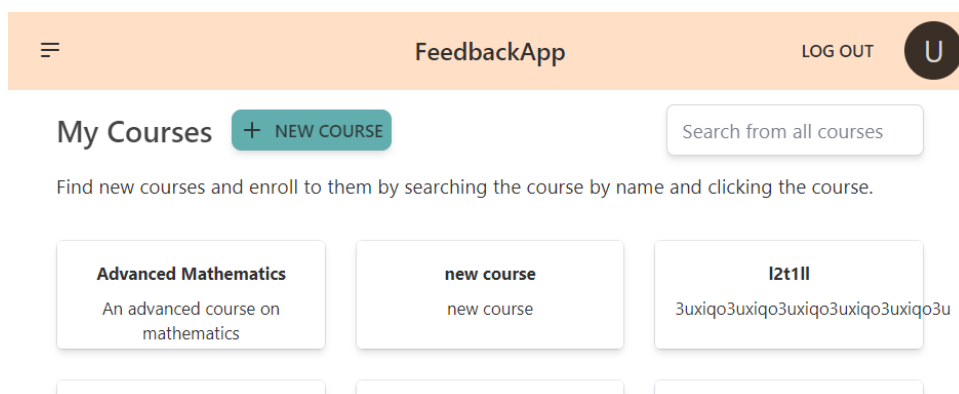 FeedbackApp
LOG OUT
U
My Courses
+ NEW COURSE
Search from all courses
Find new courses and enroll to them by searching the course by name and clicking the course.
Advanced Mathematics
An advanced course on
mathematics
new course
new course
l2t1ll
3uxiqo3uxiqo3uxiqo3uxiqo3uxiqo3u